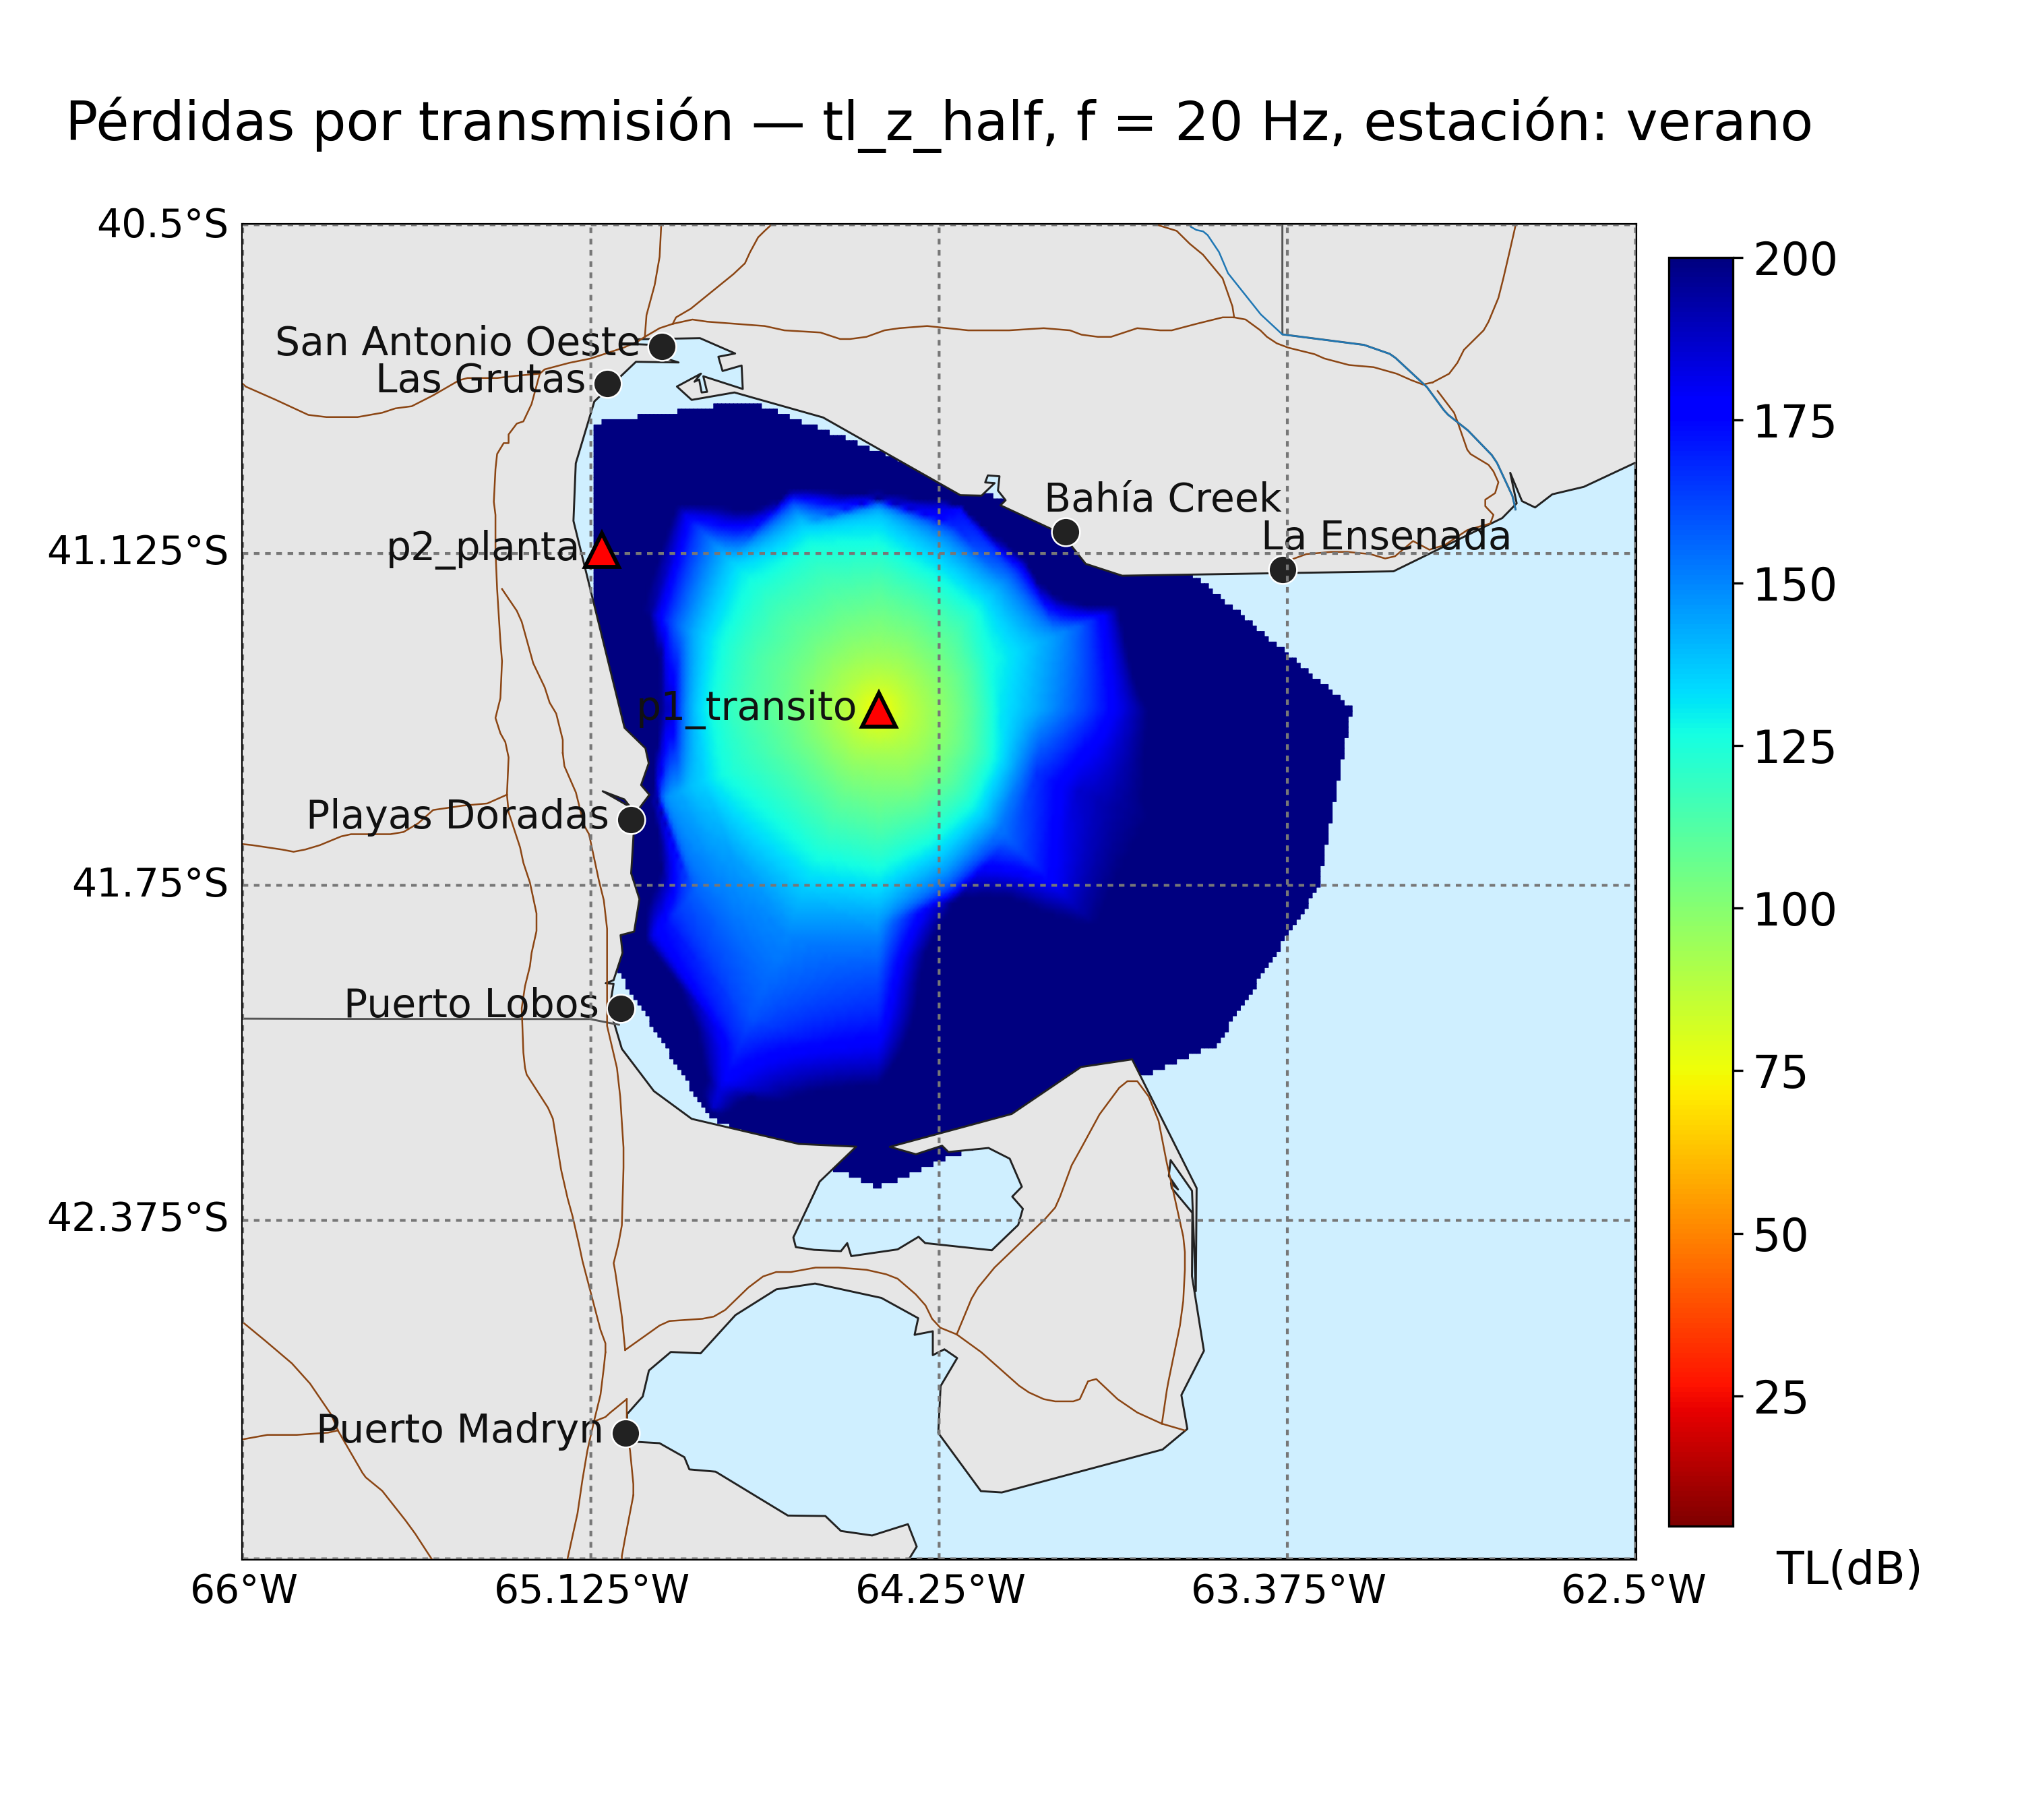 Pérdidas por transmisión — tl_z_half, f = 20 Hz, estación: verano
40.5°S
200
San Antonio Oeste
Las Grutas
175
Bahía Creek
La Ensenada
p2_planta
41.125°S
150
p1_transito
125
Playas Doradas
41.75°S
100
Puerto Lobos
75
42.375°S
50
25
Puerto Madryn
TL(dB)
66°W
65.125°W
64.25°W
63.375°W
62.5°W